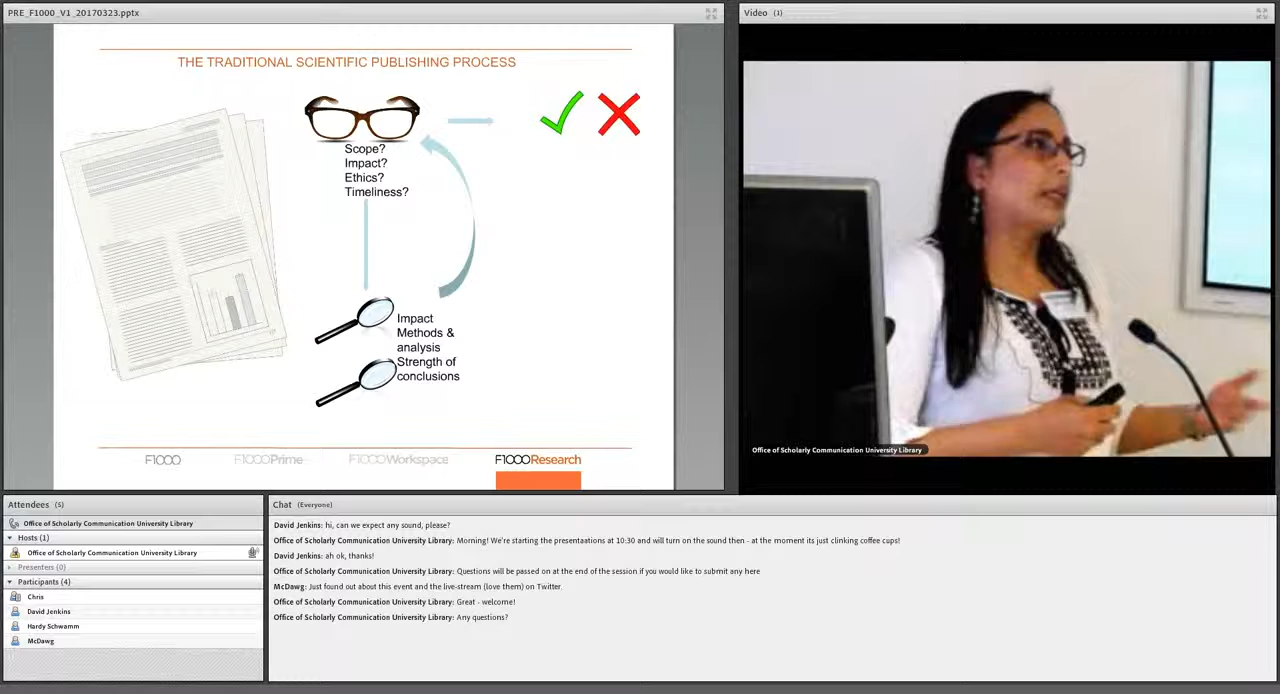 PRE_F1000_V1_20170323.pptx
THE TRADITIONAL SCIENTIFIC PUBLISHING PROCESS
Scope?
Impact?
Ethics?
Timeliness?
Impact
Methods &
analysis
Strength of
conclusions
F1000
F1000Prime
F1000Workspace
F1000Research
Video (1)
Office of Scholarly Communication University Library
Attendees (5)
Office of Scholarly Communication University Library
Hosts (1)
Office of Scholarly Communication University Library
Presenters (0)
Participants (4)
Chris
David Jenkins
Hardy Schwamm
McDawg
Chat (Everyone)
David Jenkins: hi, can we expect any sound, please?
Office of Scholarly Communication University Library: Morning! We're starting the presentaations at 10:30 and will turn on the sound then - at the moment its just clinking coffee cups!
David Jenkins: ah ok, thanks!
Office of Scholarly Communication University Library: Questions will be passed on at the end of the session if you would like to submit any here
McDawg: Just found out about this event and the live-stream (love them) on Twitter.
Office of Scholarly Communication University Library: Great - welcome!
Office of Scholarly Communication University Library: Any questions?